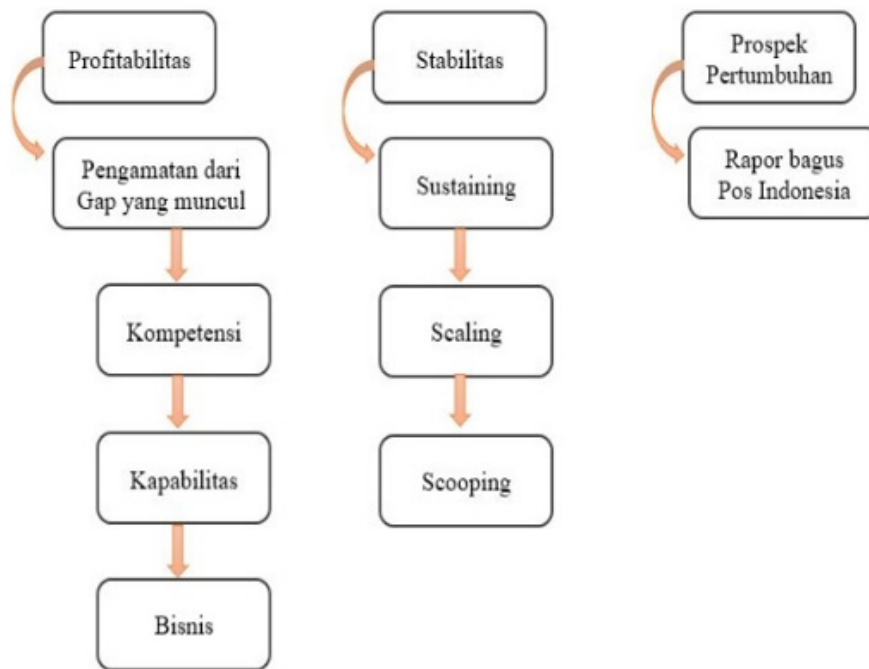 Profitabilitas
Pengamatan dari
Gap yang muncul
Kompetensi
Kapabilitas
Bisnis
Stabilitas
Sustaining
Scaling
Scooping
Prospek
Pertumbuhan
Rapor bagus
Pos Indonesia